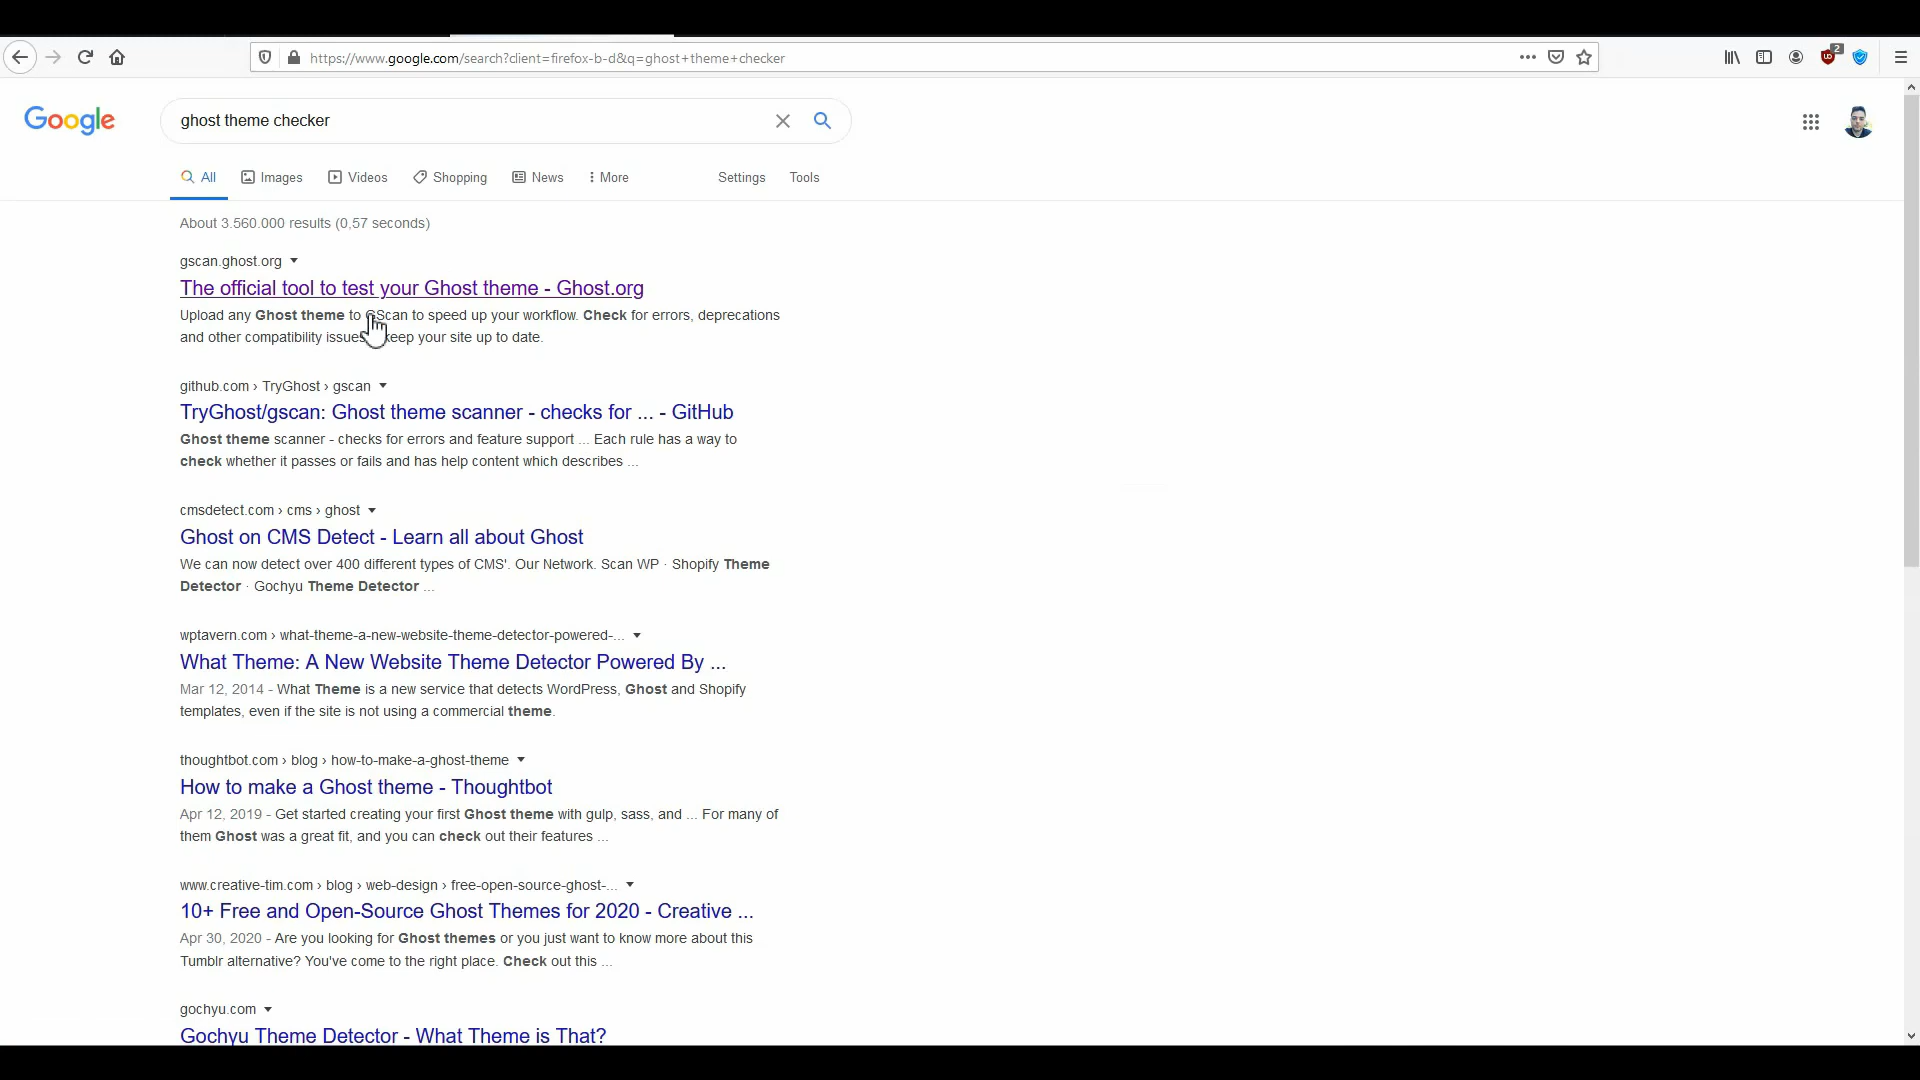 https://www.google.com/search?client=firefox-b-d&q=ghost+theme+checker
2
Google
ghost theme checker
All Images Videos Shopping News More Settings Tools
About 3.560.000 results (0,57 seconds)
gscan.ghost.org
The official tool to test your Ghost theme - Ghost.org
Upload any Ghost theme to GScan to speed up your workflow. Check for errors, deprecations
and other compatibility issues keep your site up to date.
github.com › TryGhost › gscan
TryGhost/gscan: Ghost theme scanner - checks for ... - GitHub
Ghost theme scanner - checks for errors and feature support ... Each rule has a way to
check whether it passes or fails and has help content which describes ...
cmsdetect.com › cms › ghost
Ghost on CMS Detect - Learn all about Ghost
We can now detect over 400 different types of CMS'. Our Network. Scan WP · Shopify Theme
Detector · Gochyu Theme Detector ...
wptavern.com › what-theme-a-new-website-theme-detector-powered-...
What Theme: A New Website Theme Detector Powered By ...
Mar 12, 2014 - What Theme is a new service that detects WordPress, Ghost and Shopify
templates, even if the site is not using a commercial theme.
thoughtbot.com › blog › how-to-make-a-ghost-theme
How to make a Ghost theme - Thoughtbot
Apr 12, 2019 - Get started creating your first Ghost theme with gulp, sass, and ... For many of
them Ghost was a great fit, and you can check out their features ...
www.creative-tim.com › blog › web-design › free-open-source-ghost-...
10+ Free and Open-Source Ghost Themes for 2020 - Creative ...
Apr 30, 2020 - Are you looking for Ghost themes or you just want to know more about this
Tumblr alternative? You've come to the right place. Check out this ...
gochyu.com
Gochyu Theme Detector - What Theme is That?